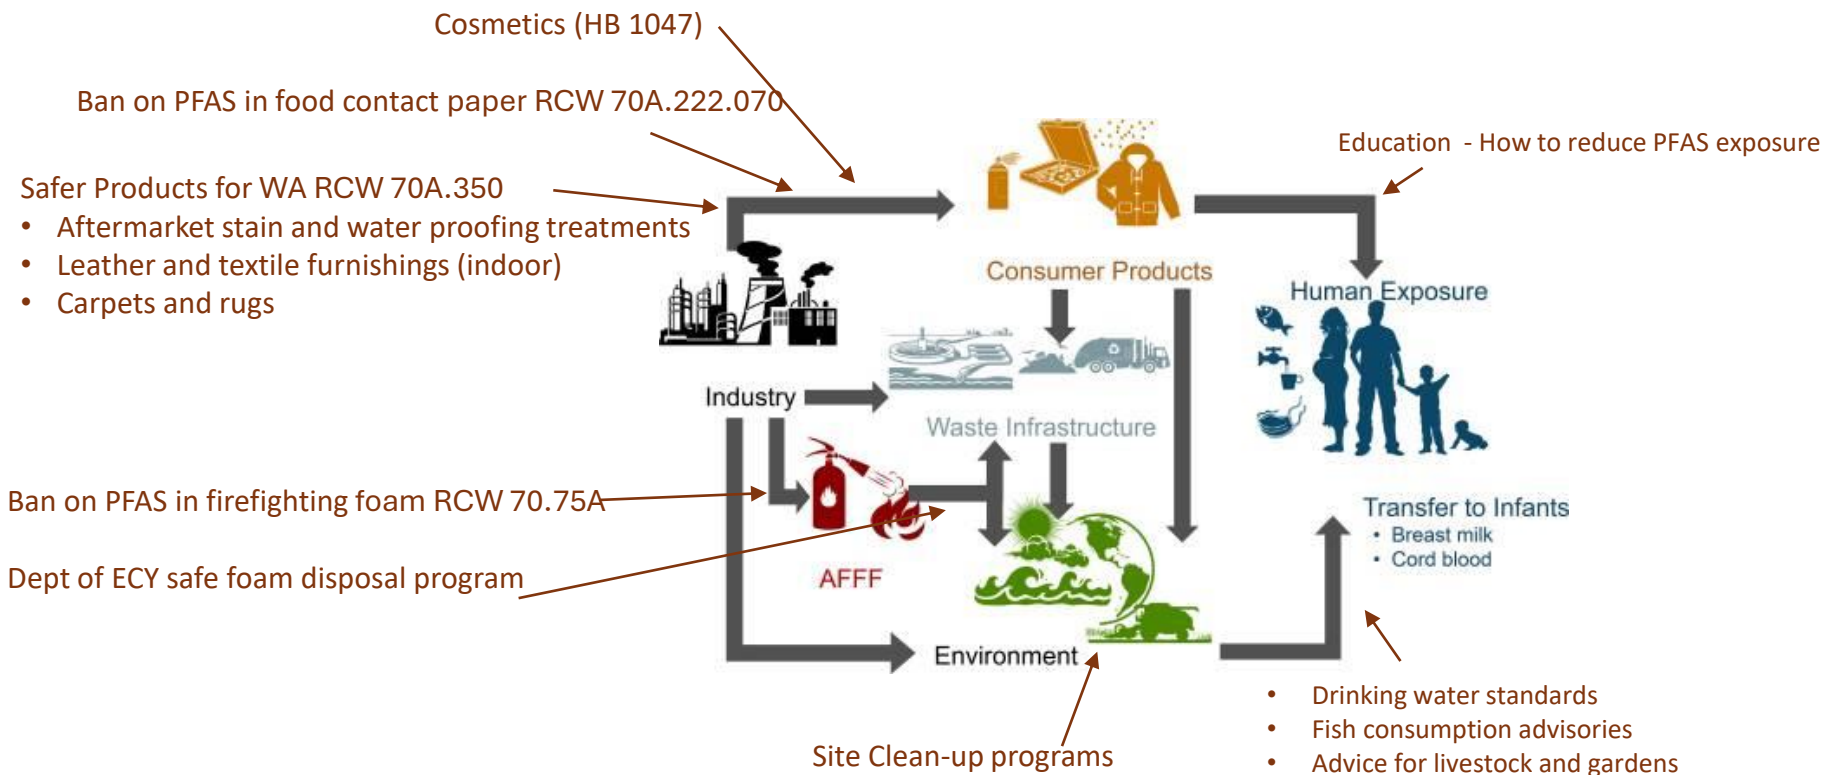 Cosmetics (HB 1047)
Ban on PFAS in food contact paper RCW 70A.222.070
Education - How to reduce PFAS exposure
Safer Products for WA RCW 70A.350
• Aftermarket stain and water proofing treatments
• Leather and textile furnishings (indoor)
• Carpets and rugs
Consumer Products
Human Exposure
Industry
Waste Infrastructure
Ban on PFAS in firefighting foam RCW 70.75A
Transfer to Infants
• Breast milk
• Cord blood
Dept of ECY safe foam disposal program
AFFF
Environment
Site Clean-up programs
• Drinking water standards
• Fish consumption advisories
• Advice for livestock and gardens